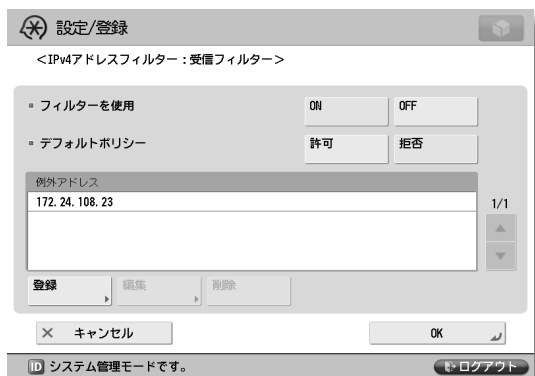 設定/登録
<IPv4アドレスフィルター:受信フィルター>
フィルターを使用 ON OFF
デフォルトポリシー 許可 拒否
例外アドレス
172.24.108.23
1/1
登録 編集 削除
キャンセル OK
ID システム管理モードです。 ログアウト